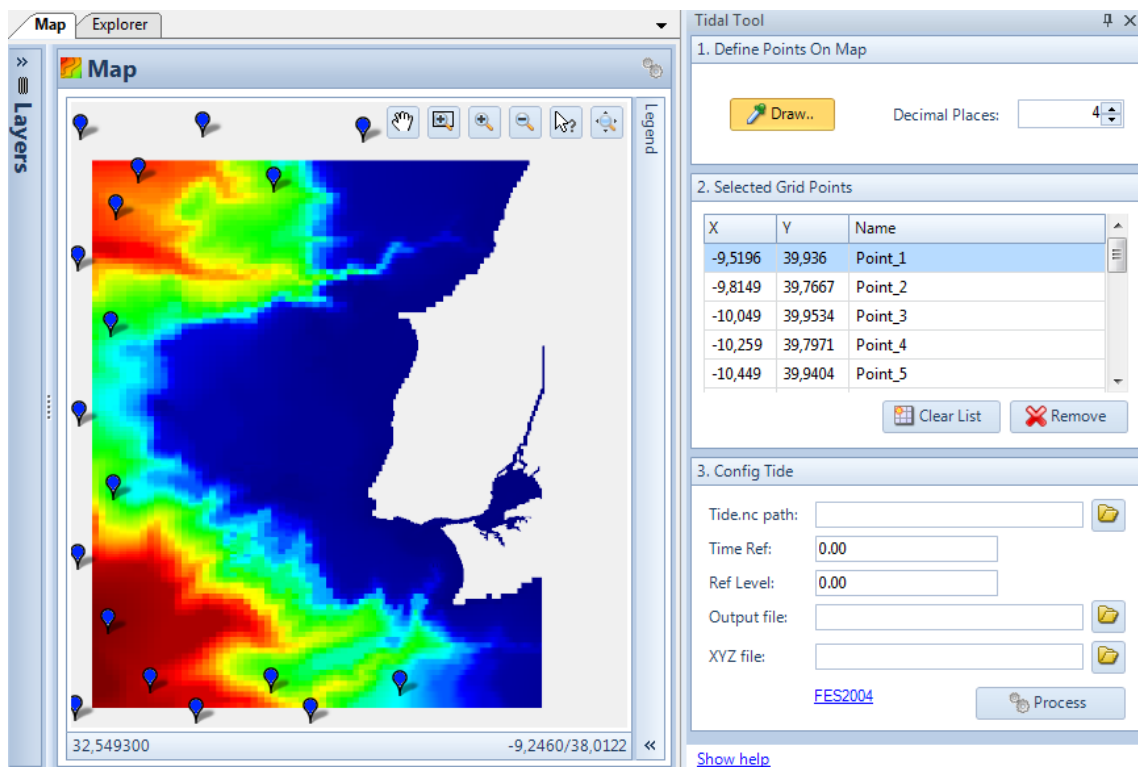 Map
Explorer
Layers
Map
Legend
32,549300
-9,2460/38,0122
Tidal Tool
1. Define Points On Map
Draw..
Decimal Places:
4
2. Selected Grid Points
X Y Name
-9,5196 39,936 Point_1
-9,8149 39,7667 Point_2
-10,049 39,9534 Point_3
-10,259 39,7971 Point_4
-10,449 39,9404 Point_5
Clear List
Remove
3. Config Tide
Tide.nc path:
Time Ref: 0.00
Ref Level: 0.00
Output file:
XYZ file:
FES2004
Process
Show help